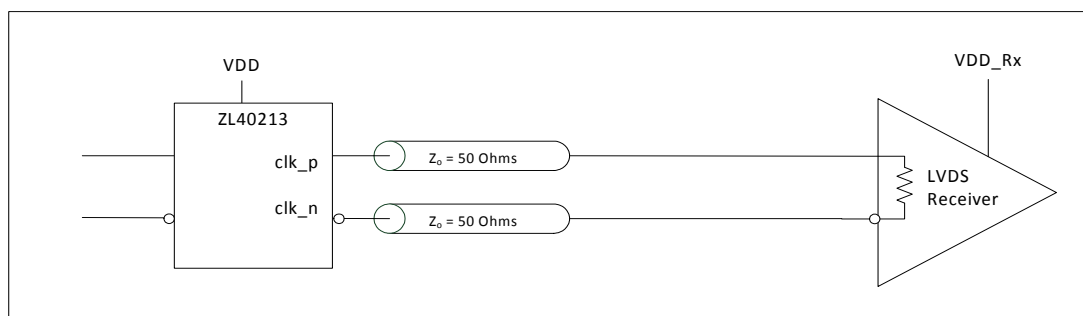 VDD
ZL40213
clk_p
clk_n
Zₒ = 50 Ohms
Zₒ = 50 Ohms
VDD_Rx
LVDS
Receiver